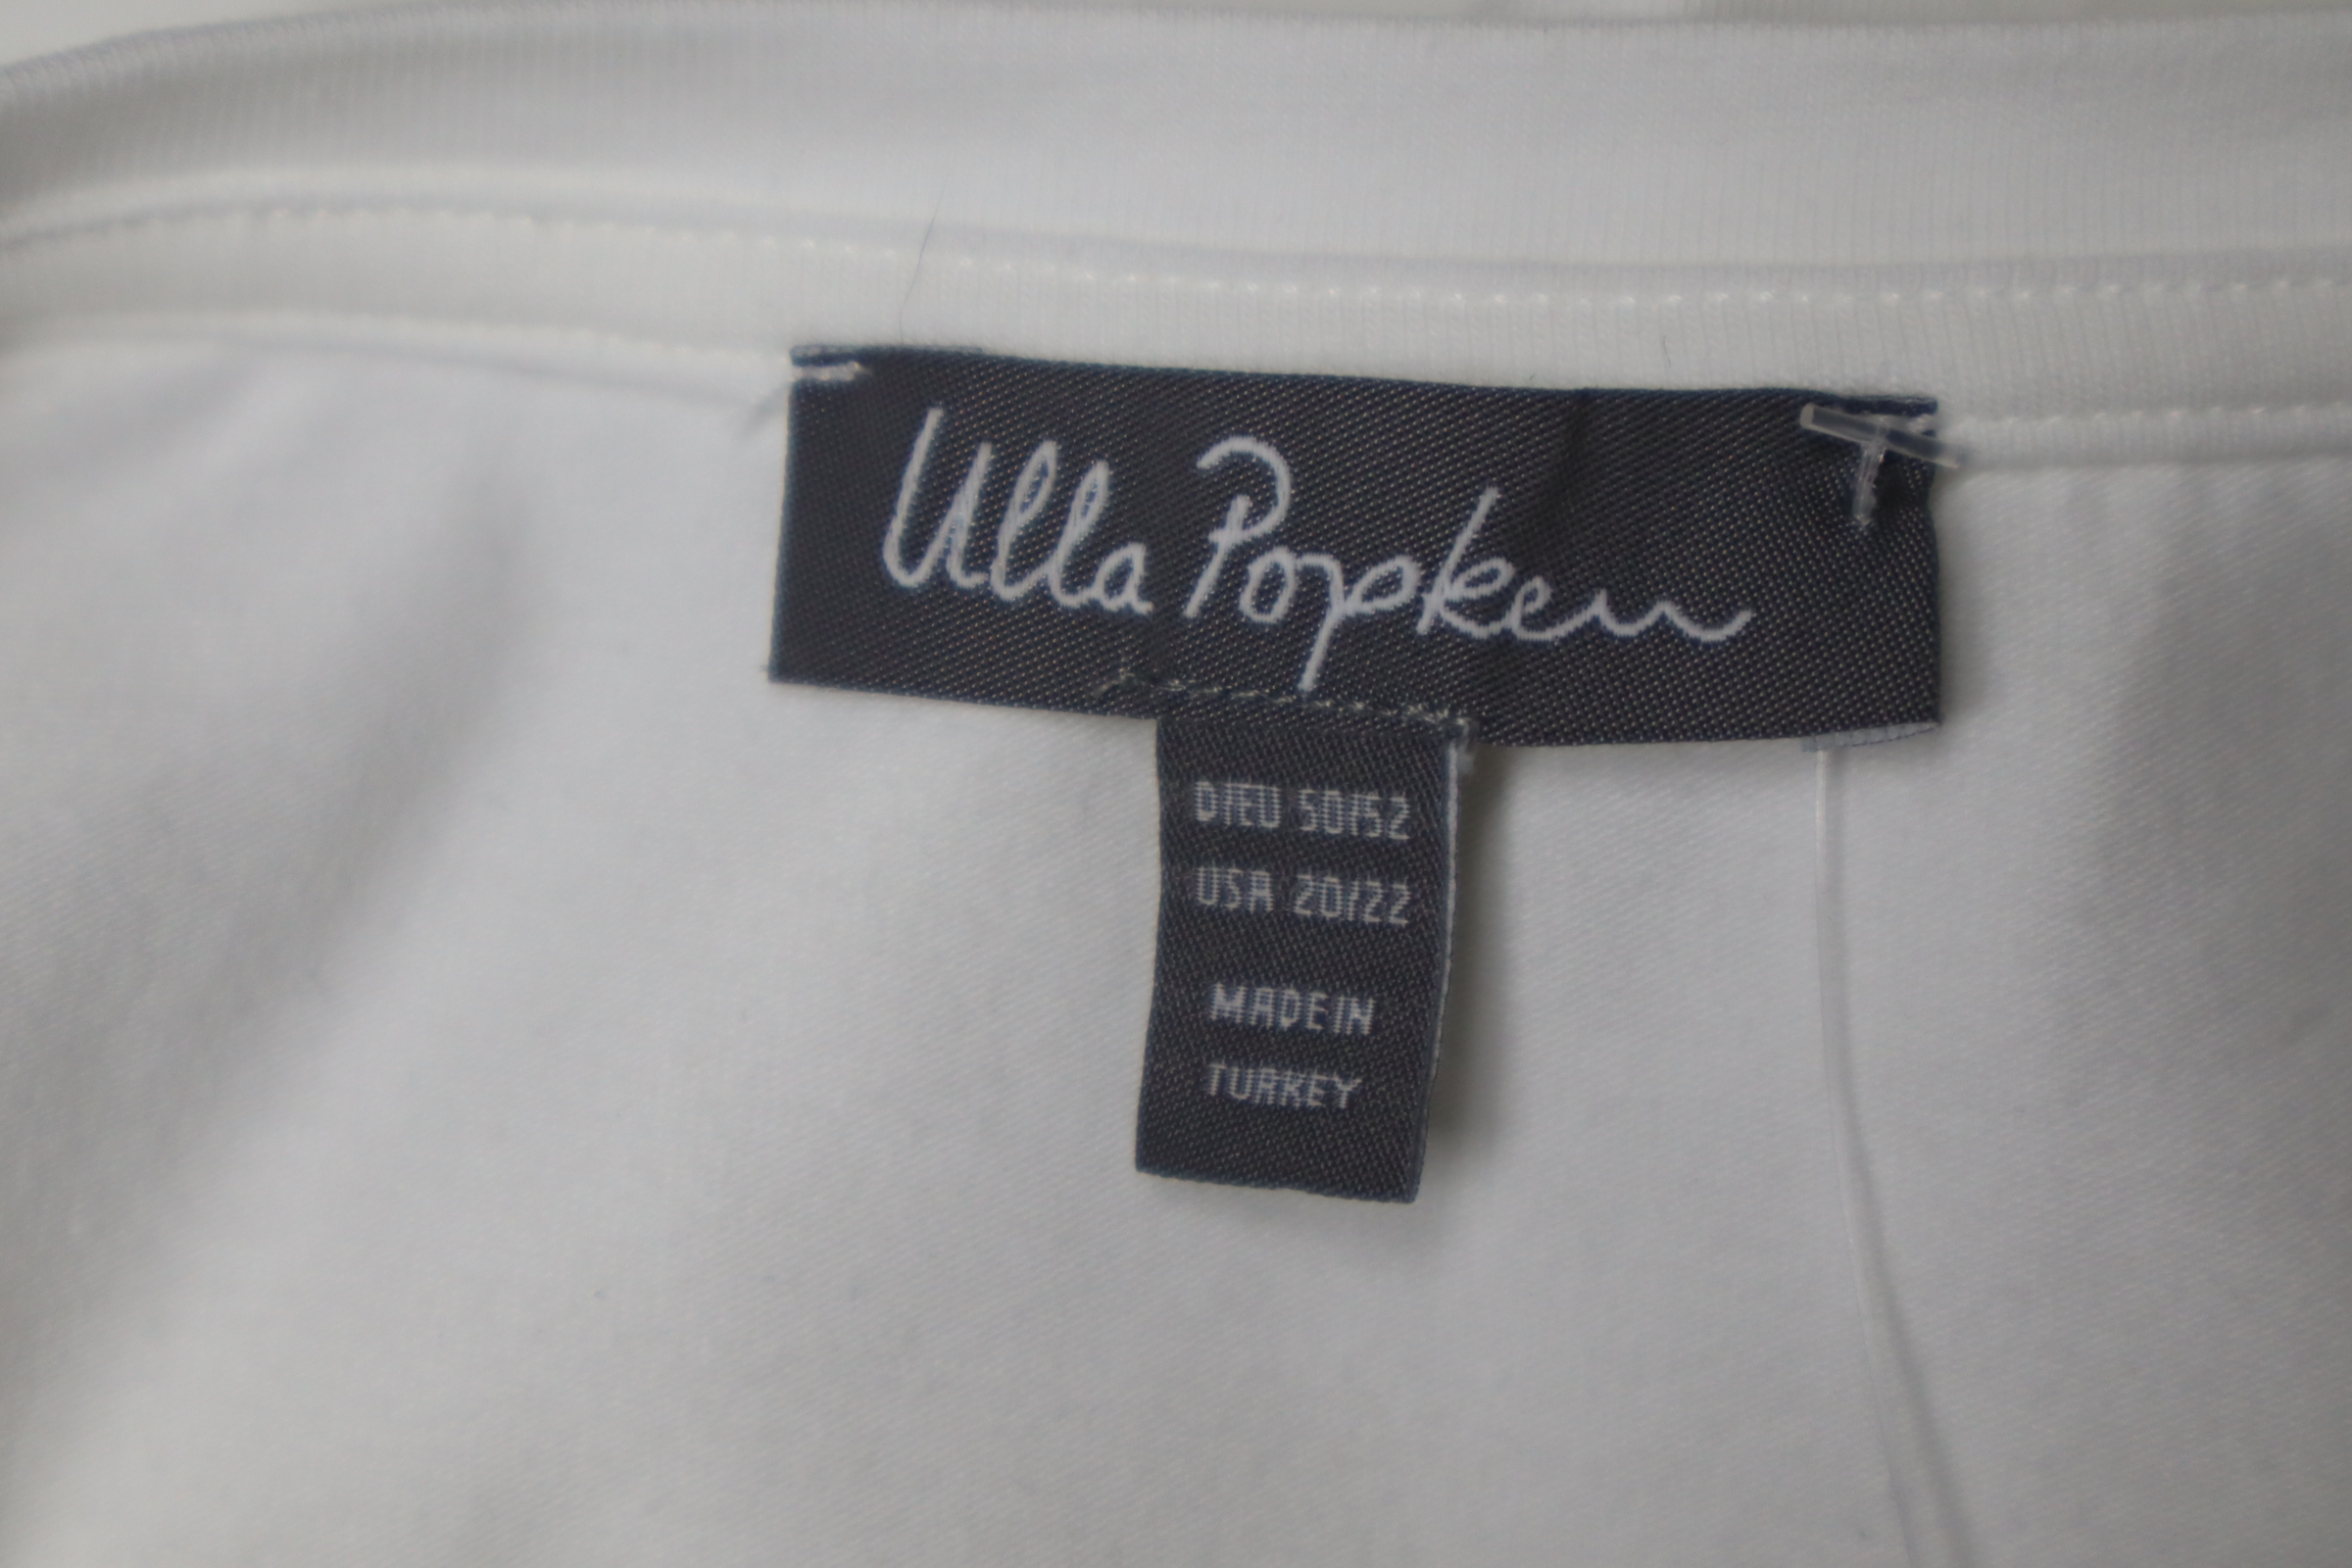 Ulla Popken
D/EU 50/52
USA 20/22
MADE IN
TURKEY